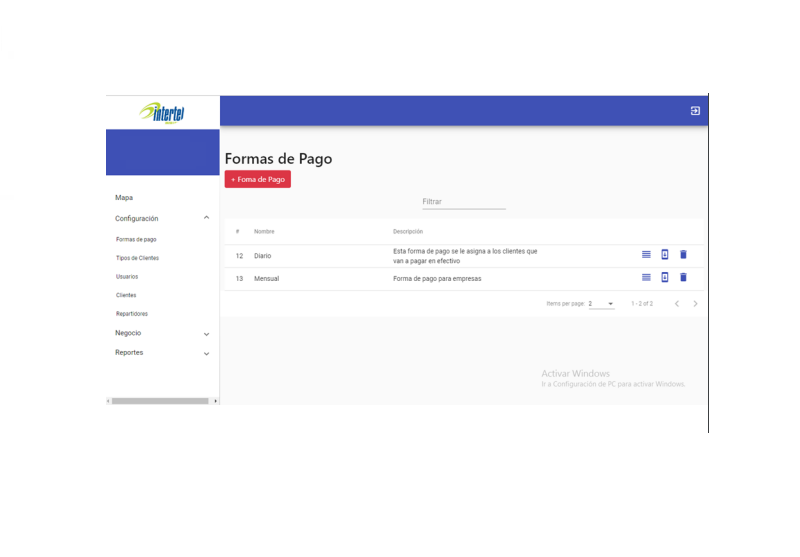 intertel
Formas de Pago
+ Foma de Pago
Mapa
Configuración
Formas de pago
Tipos de Clientes
Usuarios
Clientes
Repartidores
Negocio
Reportes
Filtrar
# Nombre Descripción
12 Diario Esta forma de pago se le asigna a los clientes que
van a pagar en efectivo
13 Mensual Forma de pago para empresas
Items per page: 2 1 - 2 of 2
Activar Windows
Ir a Configuración de PC para activar Windows.